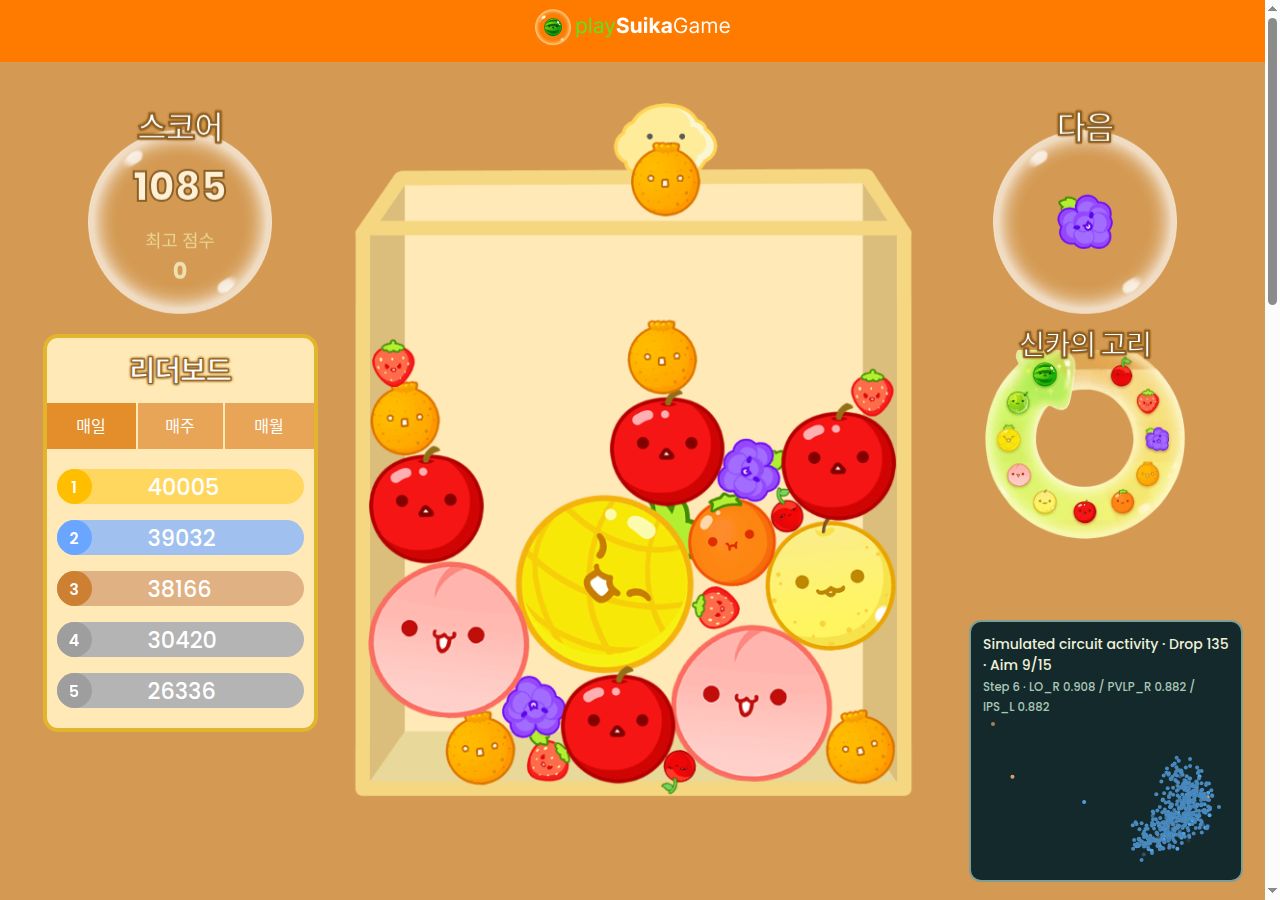 playSuikaGame
스코어
1085
최고 점수
0
리더보드
매일 매주 매월
1 40005
2 39032
3 38166
4 30420
5 26336
다음
신카의 고리
Simulated circuit activity · Drop 135
· Aim 9/15
Step 6 · LO_R 0.908 / PVLP_R 0.882 /
IPS_L 0.882